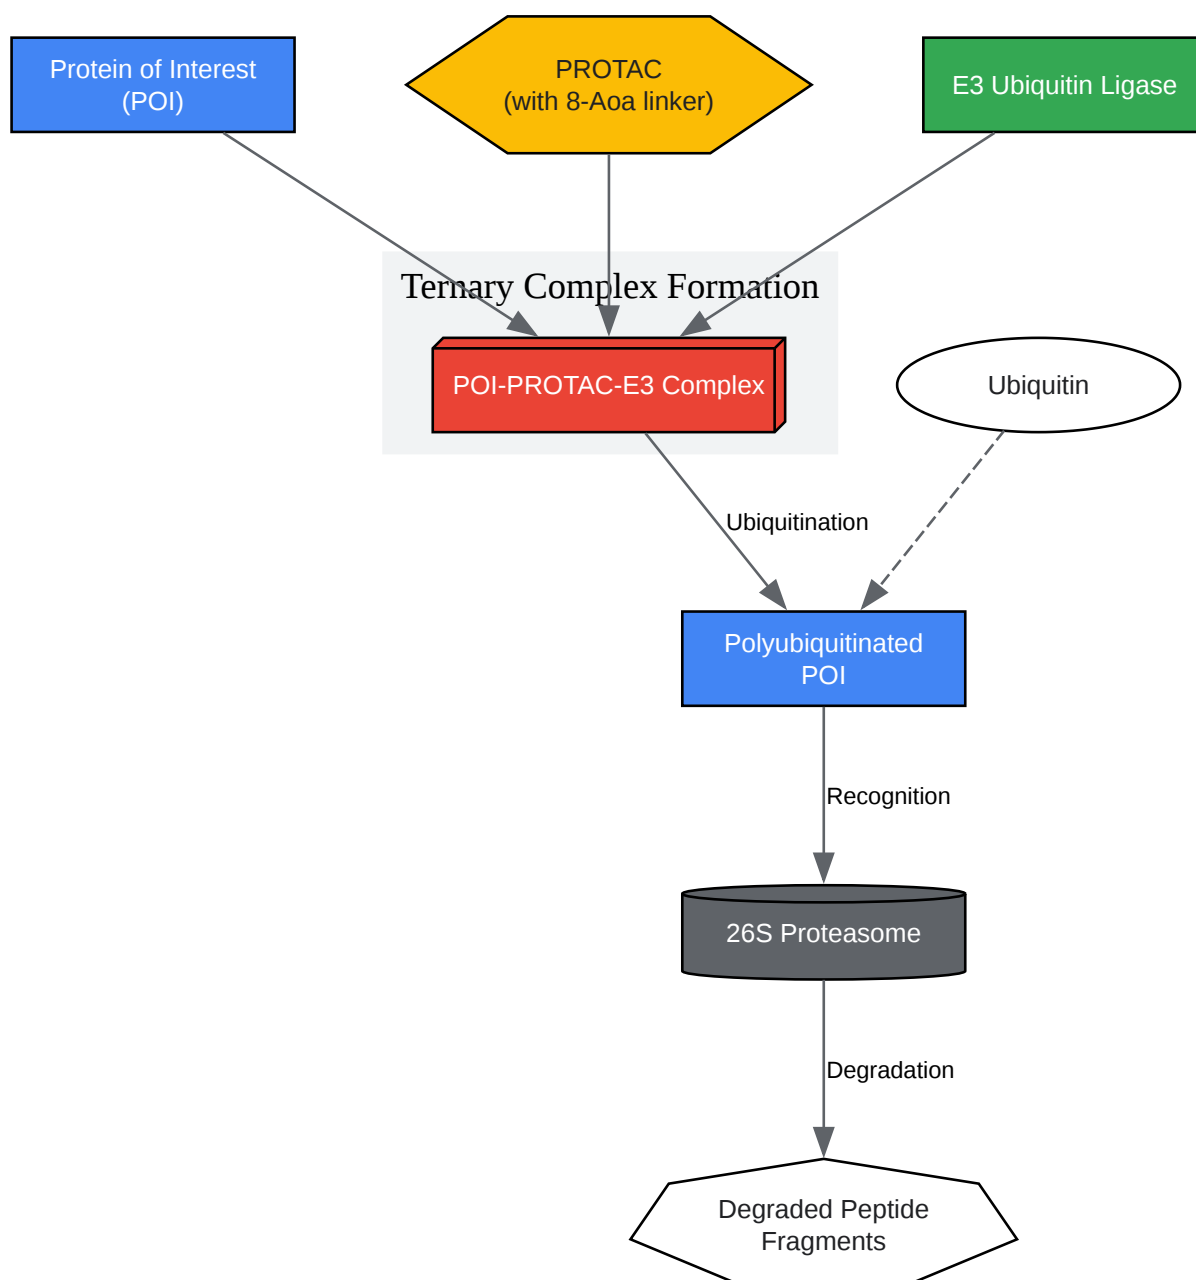 Protein of Interest
(POI)
PROTAC
(with 8-Aoa linker)
E3 Ubiquitin Ligase
Ternary Complex Formation
POI-PROTAC-E3 Complex
Ubiquitin
Ubiquitination
Polyubiquitinated
POI
Recognition
26S Proteasome
Degradation
Degraded Peptide
Fragments